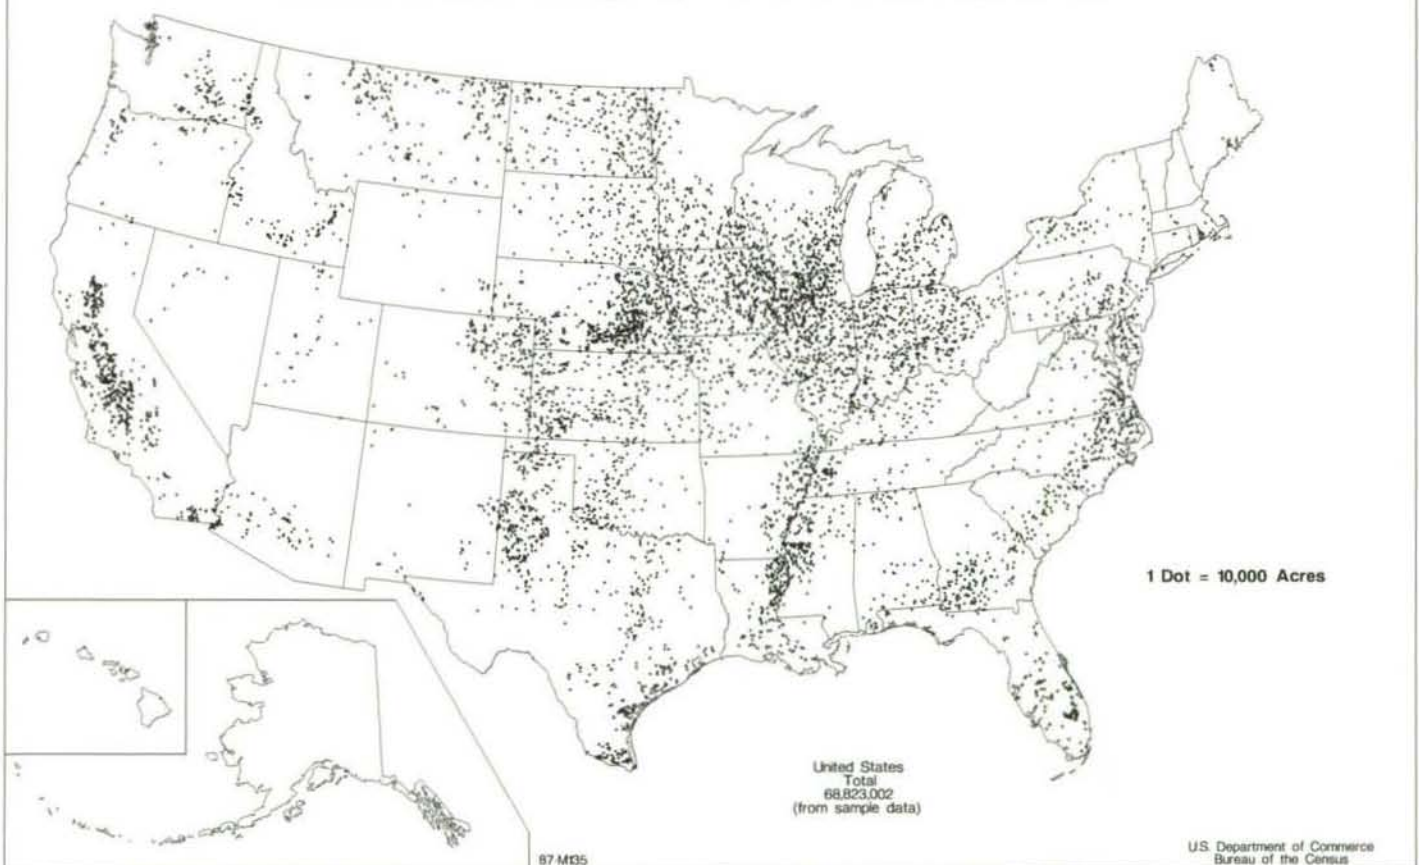 1 Dot = 10,000 Acres
United States
Total
68,823,002
(from sample data)
87-M135
U.S. Department of Commerce
Bureau of the Census